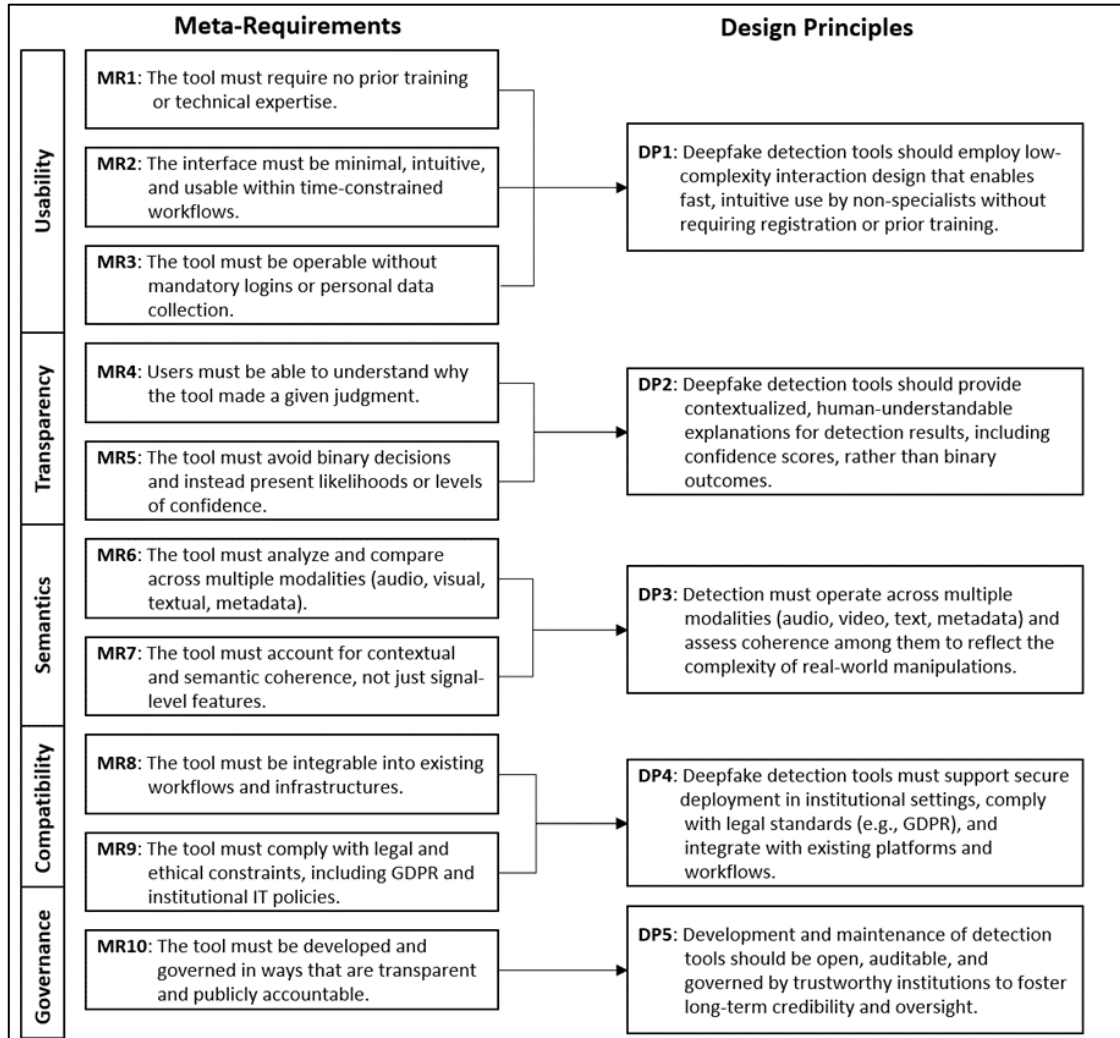 Meta-Requirements
Design Principles
Usability
MR1: The tool must require no prior training
or technical expertise.
MR2: The interface must be minimal, intuitive,
and usable within time-constrained
workflows.
MR3: The tool must be operable without
mandatory logins or personal data
collection.
DP1: Deepfake detection tools should employ low-
complexity interaction design that enables
fast, intuitive use by non-specialists without
requiring registration or prior training.
Transparency
MR4: Users must be able to understand why
the tool made a given judgment.
MR5: The tool must avoid binary decisions
and instead present likelihoods or levels
of confidence.
DP2: Deepfake detection tools should provide
contextualized, human-understandable
explanations for detection results, including
confidence scores, rather than binary
outcomes.
Semantics
MR6: The tool must analyze and compare
across multiple modalities (audio, visual,
textual, metadata).
MR7: The tool must account for contextual
and semantic coherence, not just signal-
level features.
DP3: Detection must operate across multiple
modalities (audio, video, text, metadata) and
assess coherence among them to reflect the
complexity of real-world manipulations.
Compatibility
MR8: The tool must be integrable into existing
workflows and infrastructures.
MR9: The tool must comply with legal and
ethical constraints, including GDPR and
institutional IT policies.
DP4: Deepfake detection tools must support secure
deployment in institutional settings, comply
with legal standards (e.g., GDPR), and
integrate with existing platforms and
workflows.
Governance
MR10: The tool must be developed and
governed in ways that are transparent
and publicly accountable.
DP5: Development and maintenance of detection
tools should be open, auditable, and
governed by trustworthy institutions to foster
long-term credibility and oversight.